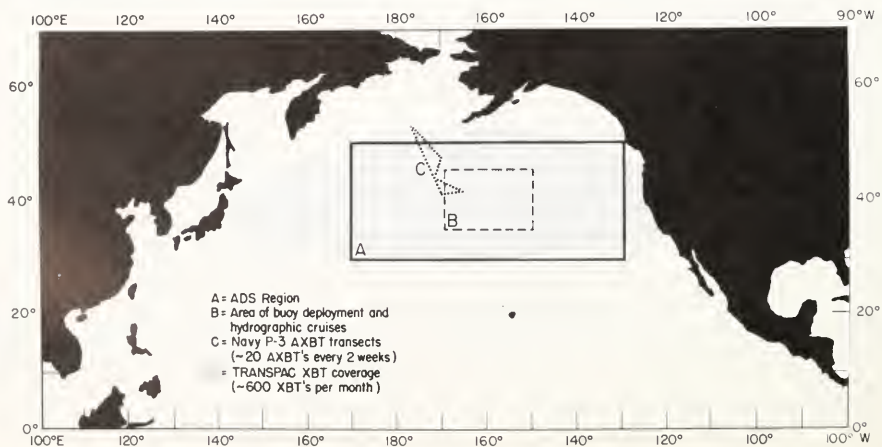 100°E 120° 140° 160° 180° 160° 140° 120° 100° 90°W
60° 60°
40° 40°
20° 20°
0° 0°
C
B
A
A = ADS Region
B = Area of buoy deployment and
hydrographic cruises
C = Navy P-3 AXBT transects
(~20 AXBT's every 2 weeks)
= TRANSPAC XBT coverage
(~600 XBT's per month)
100°E 120° 140° 160° 180° 160° 140° 120° 100° W